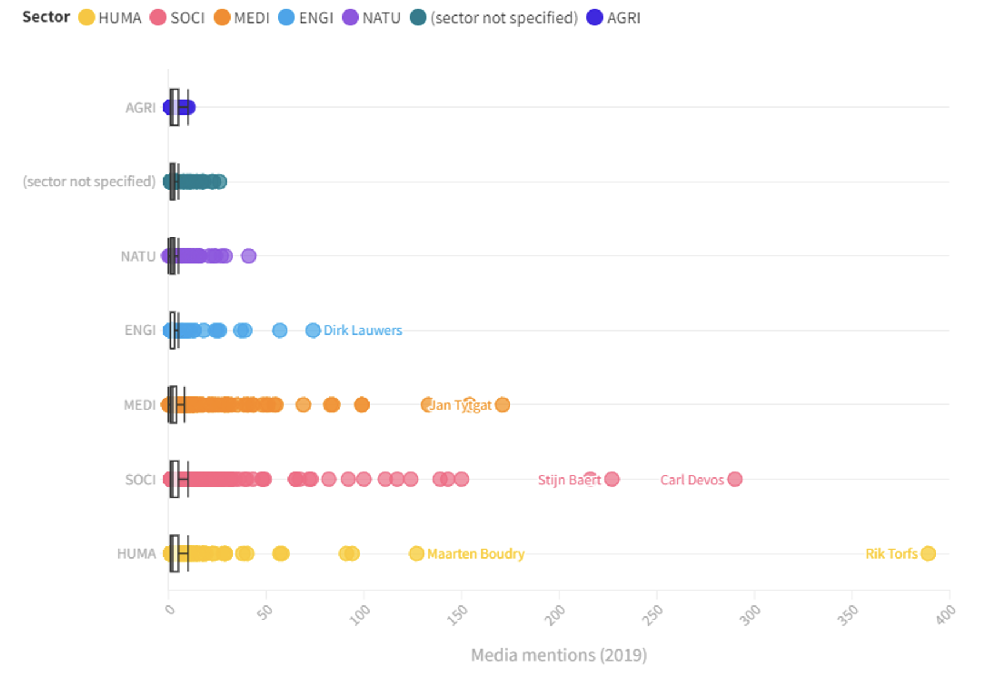 Sector HUMA SOCI MEDI ENGI NATU (sector not specified) AGRI
AGRI
(sector not specified)
NATU
ENGI Dirk Lauwers
MEDI Jan Tytgat
SOCI Stijn Baert Carl Devos
HUMA Maarten Boudry Rik Torfs
0 50 100 150 200 250 300 350 400
Media mentions (2019)